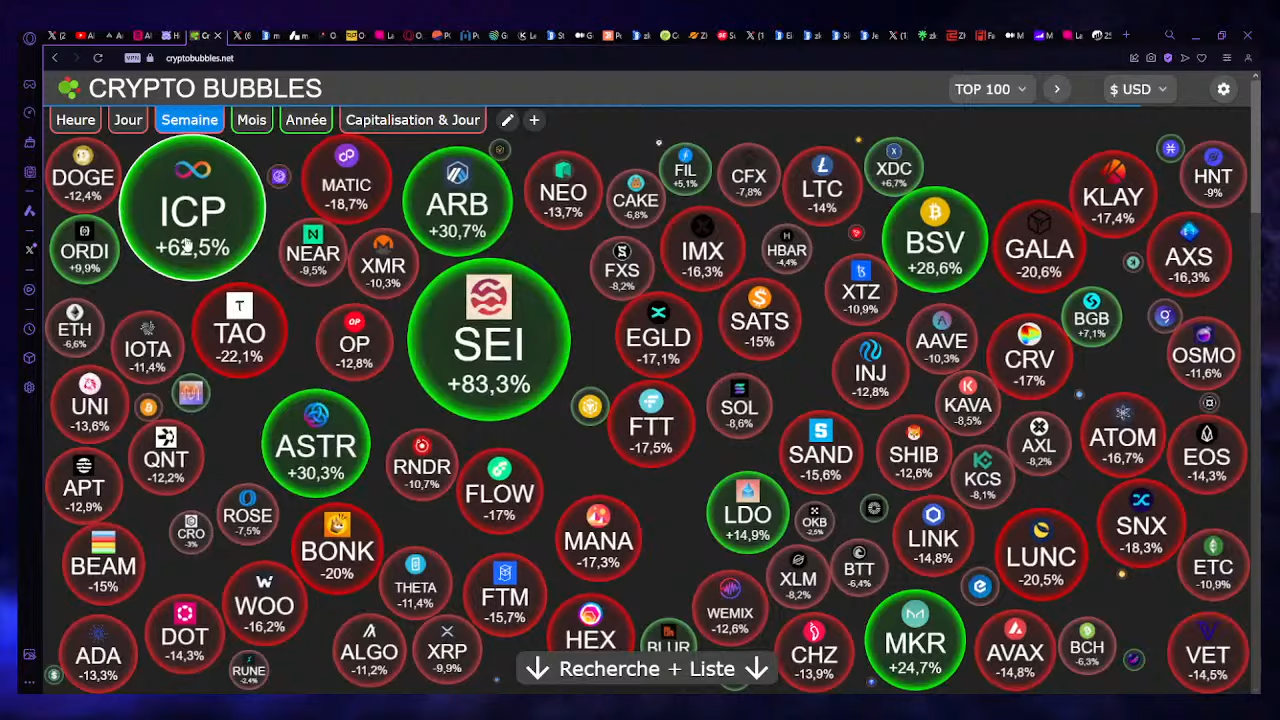 cryptobubbles.net
VPN
CRYPTO BUBBLES
TOP 100
$ USD
Heure
Jour
Semaine
Mois
Année
Capitalisation & Jour
DOGE
-12,4%
ICP
MATIC
-18,7%
ARB
+30,7%
NEO
-13,7%
CAKE
-6,8%
FIL
+5,1%
CFX
-7,8%
LTC
-14%
XDC
+6,7%
KLAY
-17,4%
HNT
-9%
ORDI
+9,9%
NEAR
-9,5%
XMR
-10,3%
FXS
-8,2%
IMX
-16,3%
HBAR
-4,4%
BSV
+28,6%
GALA
-20,6%
AXS
-16,3%
ETH
-6,6%
IOTA
-11,4%
TAO
-22,1%
OP
-12,8%
SEI
+83,3%
EGLD
-17,1%
SATS
-15%
XTZ
-10,9%
AAVE
-10,3%
BGB
+7,1%
OSMO
-11,6%
UNI
-13,6%
INJ
-12,8%
CRV
-17%
FTT
-17,5%
SOL
-8,6%
KAVA
-8,5%
ASTR
+30,3%
QNT
-12,2%
RNDR
-10,7%
SAND
-15,6%
SHIB
-12,6%
AXL
-8,2%
ATOM
-16,7%
EOS
-14,3%
APT
-12,9%
FLOW
-17%
KCS
-8,1%
ROSE
-7,5%
CRO
-3%
BONK
-20%
MANA
-17,3%
LDO
+14,9%
OKB
-2,5%
LINK
-14,8%
LUNC
-20,5%
SNX
-18,3%
BEAM
-15%
THETA
-11,4%
FTM
-15,7%
XLM
-8,2%
BTT
-6,4%
ETC
-10,9%
WOO
-16,2%
WEMIX
-12,6%
DOT
-14,3%
HEX
BLUR
MKR
+24,7%
ADA
-13,3%
RUNE
-2,4%
ALGO
-11,2%
XRP
-9,9%
CHZ
-13,9%
AVAX
-14,8%
BCH
-6,3%
VET
-14,5%
Recherche + Liste